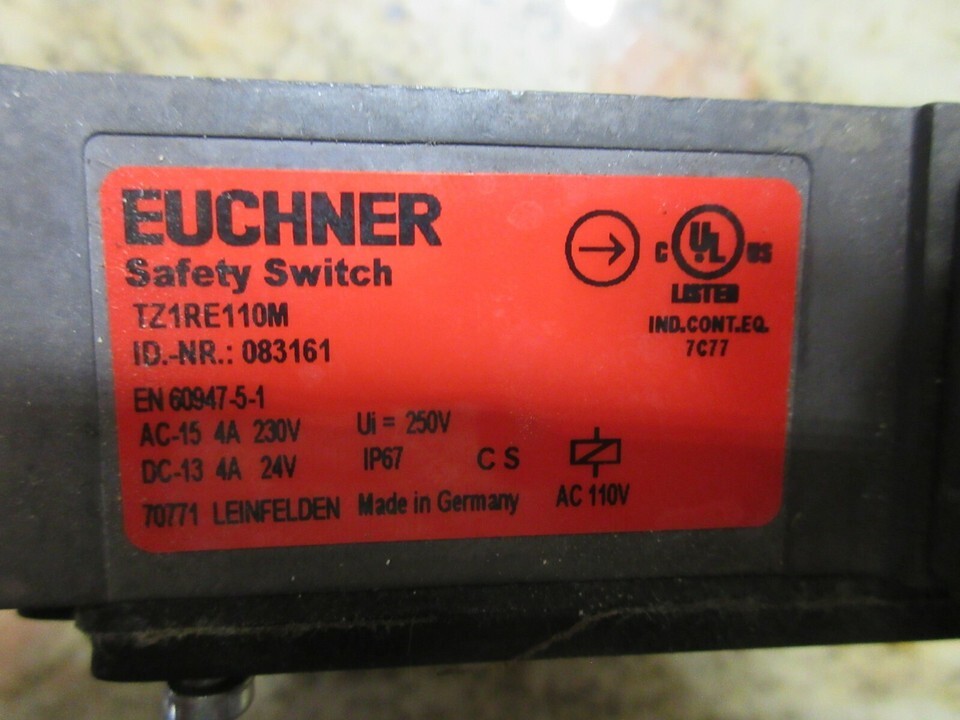 EUCHNER
Safety Switch
TZ1RE110M
ID.-NR.: 083161
EN 60947-5-1
AC-15 4A 230V Ui = 250V
DC-13 4A 24V IP67 C S
70771 LEINFELDEN Made in Germany
AC 110V
C UL US
LISTED
IND.CONT.EQ.
7C77